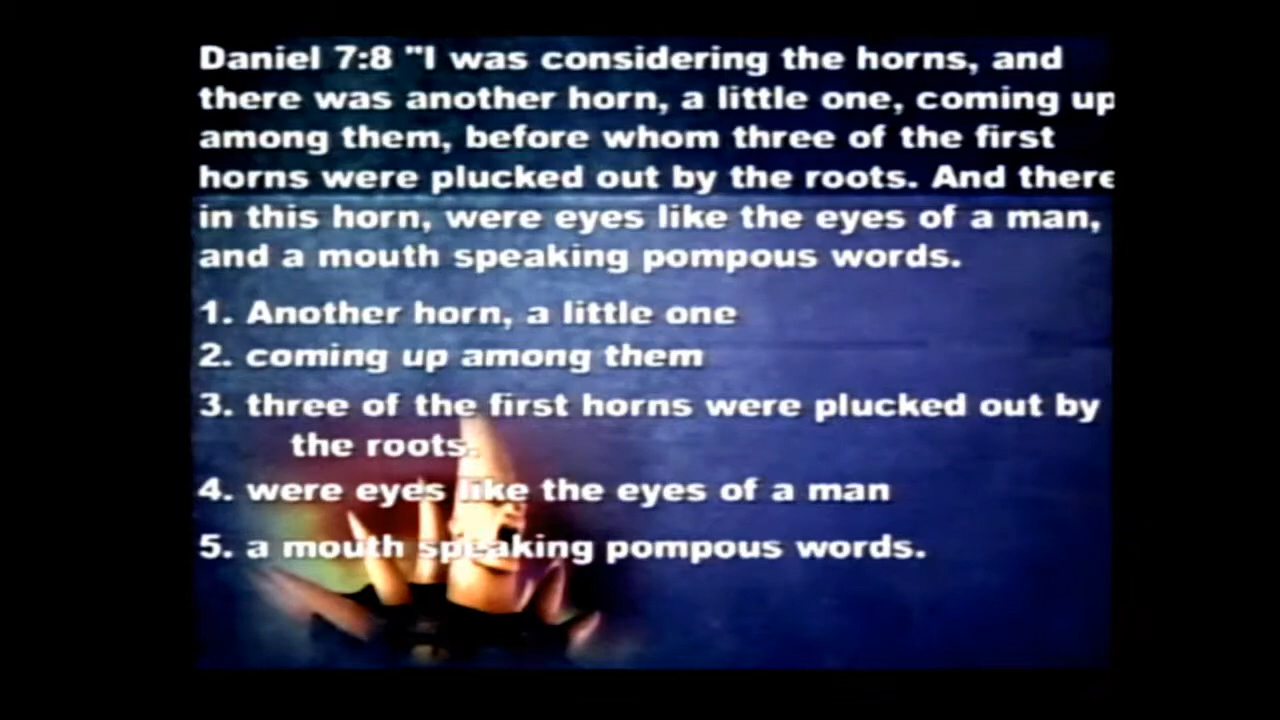 Daniel 7:8 "I was considering the horns, and
there was another horn, a little one, coming up
among them, before whom three of the first
horns were plucked out by the roots. And there
in this horn, were eyes like the eyes of a man,
and a mouth speaking pompous words.
1. Another horn, a little one
2. coming up among them
3. three of the first horns were plucked out by
the roots.
4. were eyes like the eyes of a man
5. a mouth speaking pompous words.